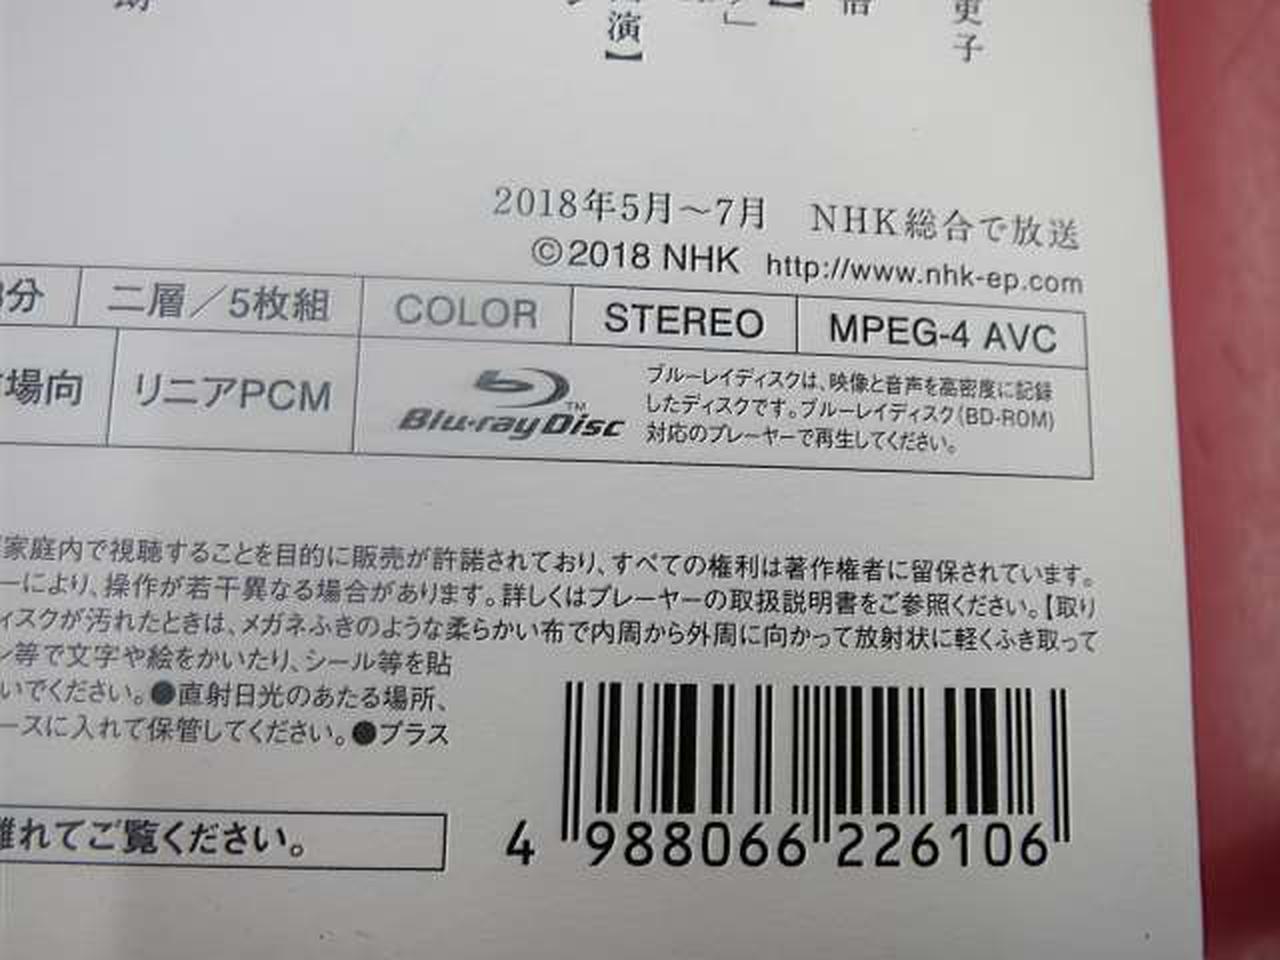 演】
更子
2018年5月～7月　NHK総合で放送
©2018 NHK http://www.nhk-ep.com
分 二層／5枚組 COLOR STEREO MPEG-4 AVC
場向 リニアPCM Blu-ray Disc™
ブルーレイディスクは、映像と音声を高密度に記録
したディスクです。ブルーレイディスク（BD-ROM）
対応のプレーヤーで再生してください。
家庭内で視聴することを目的に販売が許諾されており、すべての権利は著作権者に留保されています。
ーにより、操作が若干異なる場合があります。詳しくはプレーヤーの取扱説明書をご参照ください。【取り
ィスクが汚れたときは、メガネふきのような柔らかい布で内周から外周に向かって放射状に軽くふき取って
ン等で文字や絵をかいたり、シール等を貼
いでください。●直射日光のあたる場所、
ースに入れて保管してください。●プラス
離れてご覧ください。
4 988066 226106